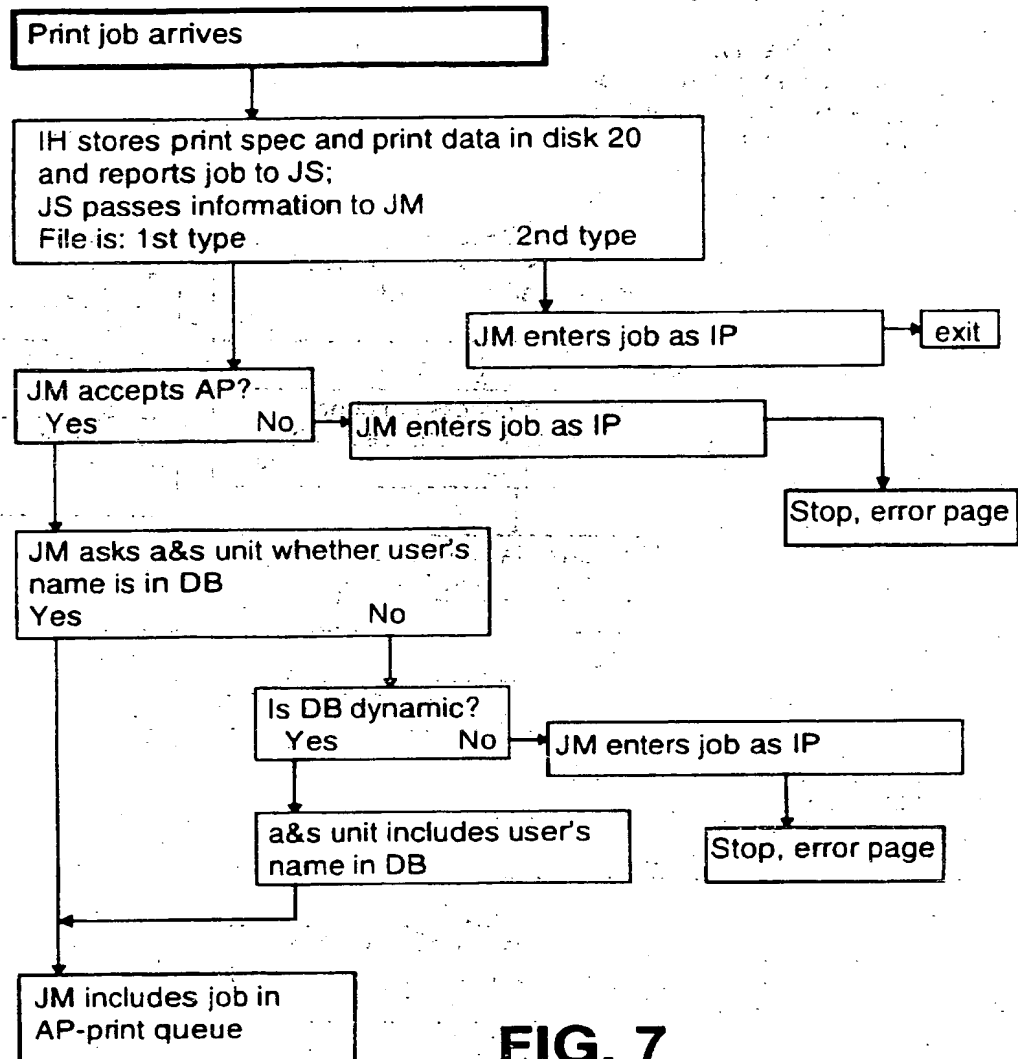 Print job arrives
IH stores print spec and print data in disk 20
and reports job to JS;
JS passes information to JM
File is: 1st type 2nd type
JM enters job as IP
exit
JM accepts AP?
Yes No
JM enters job as IP
Stop, error page
JM asks a&s unit whether user's
name is in DB
Yes No
Is DB dynamic?
Yes No
JM enters job as IP
a&s unit includes user's
name in DB
Stop, error page
JM includes job in
AP-print queue
FIG. 7